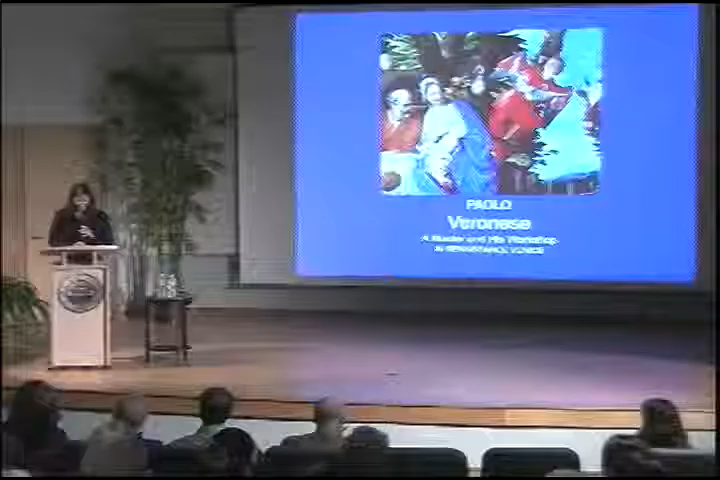 PAOLO
Veronese
A Master and His Workshop
IN RENAISSANCE VENICE